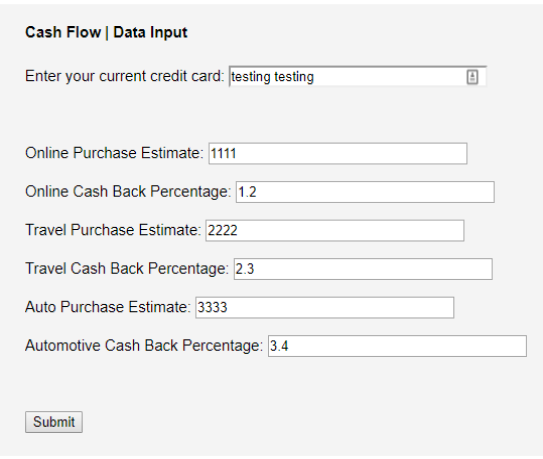 Cash Flow | Data Input
Enter your current credit card: testing testing
Online Purchase Estimate: 1111
Online Cash Back Percentage: 1.2
Travel Purchase Estimate: 2222
Travel Cash Back Percentage: 2.3
Auto Purchase Estimate: 3333
Automotive Cash Back Percentage: 3.4
Submit